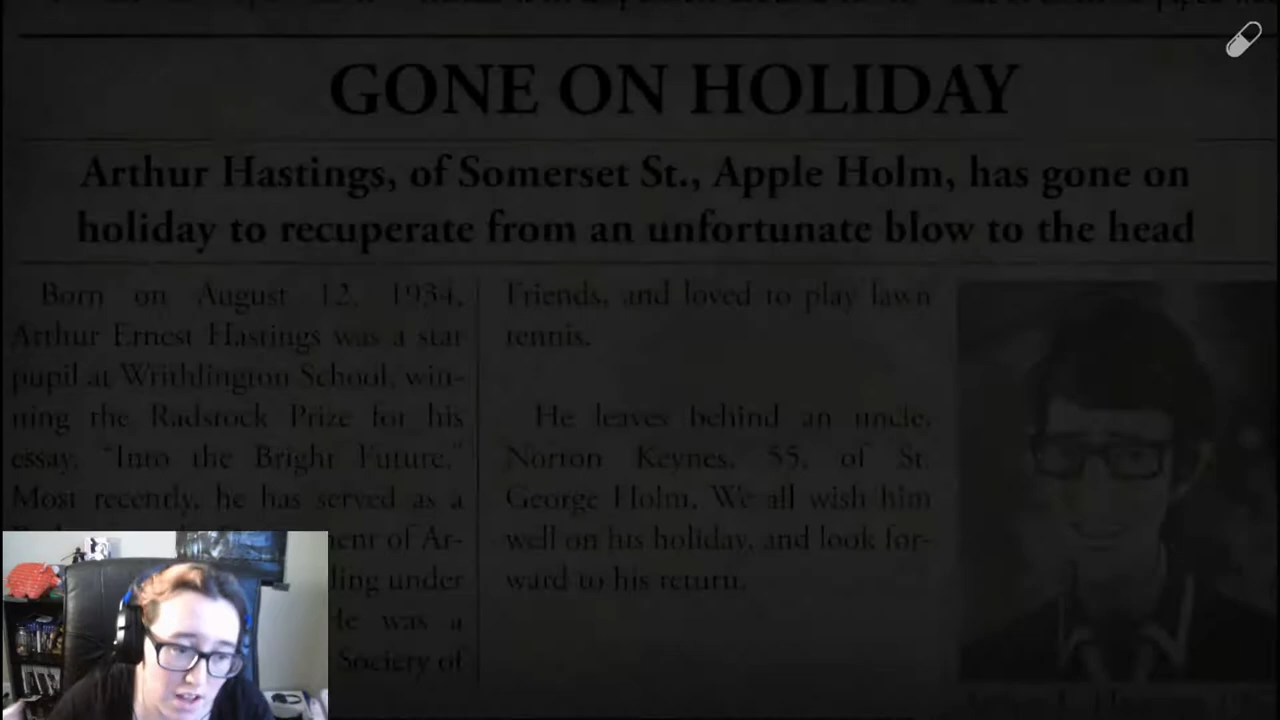 GONE ON HOLIDAY
Arthur Hastings, of Somerset St., Apple Holm, has gone on
holiday to recuperate from an unfortunate blow to the head
Born on August 12, 1934,
Arthur Ernest Hastings was a star
pupil at Writhlington School, win-
ning the Radstock Prize for his
essay, "Into the Bright Future."
Most recently, he has served as a
ment of Ar-
ling under
He was a
Society of
Friends, and loved to play lawn
tennis.
He leaves behind an uncle,
Norton Keynes, 55, of St.
George Holm. We all wish him
well on his holiday, and look for-
ward to his return.